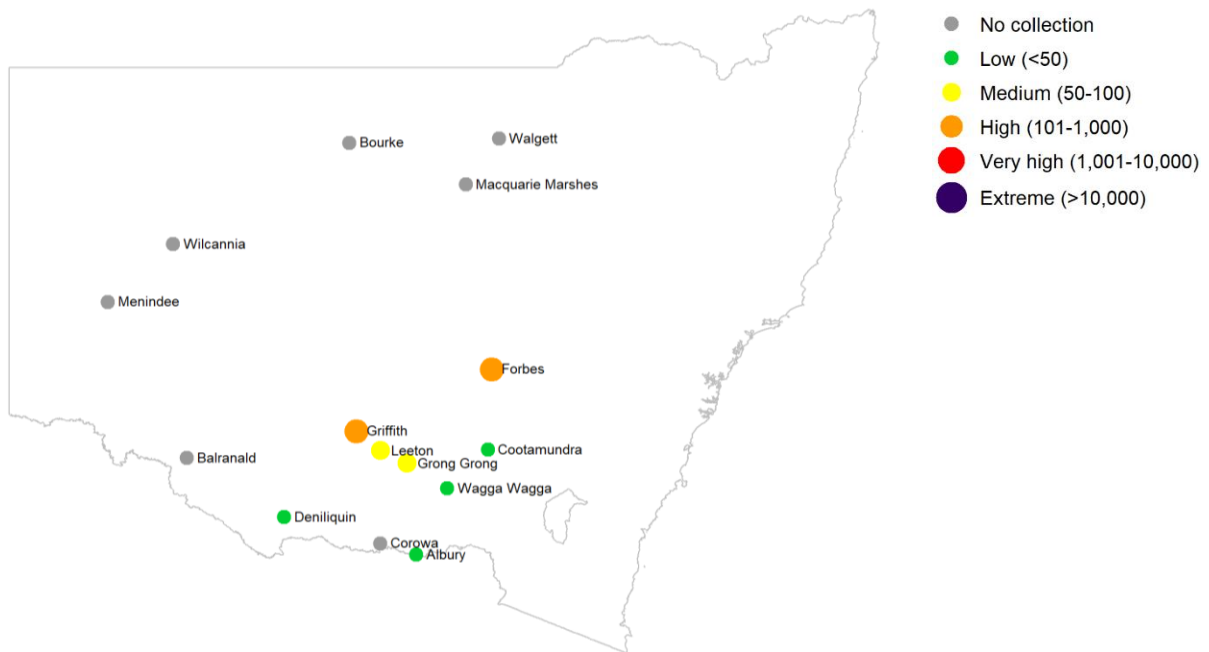 No collection
Low (<50)
Medium (50-100)
High (101-1,000)
Very high (1,001-10,000)
Extreme (>10,000)
Bourke
Walgett
Macquarie Marshes
Wilcannia
Menindee
Forbes
Griffith
Leeton
Cootamundra
Balranald
Grong Grong
Wagga Wagga
Deniliquin
Corowa
Albury